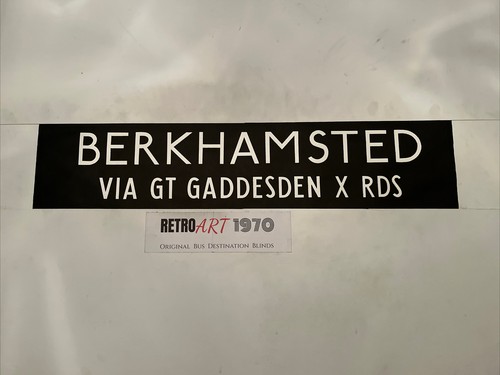 BERKHAMSTED
VIA GT GADDESDEN X RDS
RETROART 1970
ORIGINAL BUS DESTINATION BLINDS